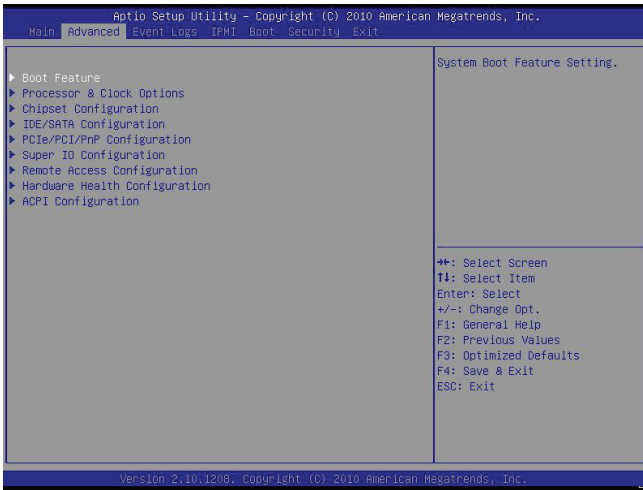 Aptio Setup Utility – Copyright (C) 2010 American Megatrends, Inc.
Main Advanced Event Logs IPMI Boot Security Exit
System Boot Feature Setting.
Boot Feature
Processor & Clock Options
Chipset Configuration
IDE/SATA Configuration
PCIe/PCI/PnP Configuration
Super IO Configuration
Remote Access Configuration
Hardware Health Configuration
ACPI Configuration
→←: Select Screen
↑↓: Select Item
Enter: Select
+/-: Change Opt.
F1: General Help
F2: Previous Values
F3: Optimized Defaults
F4: Save & Exit
ESC: Exit
Version 2.10.1208. Copyright (C) 2010 American Megatrends, Inc.